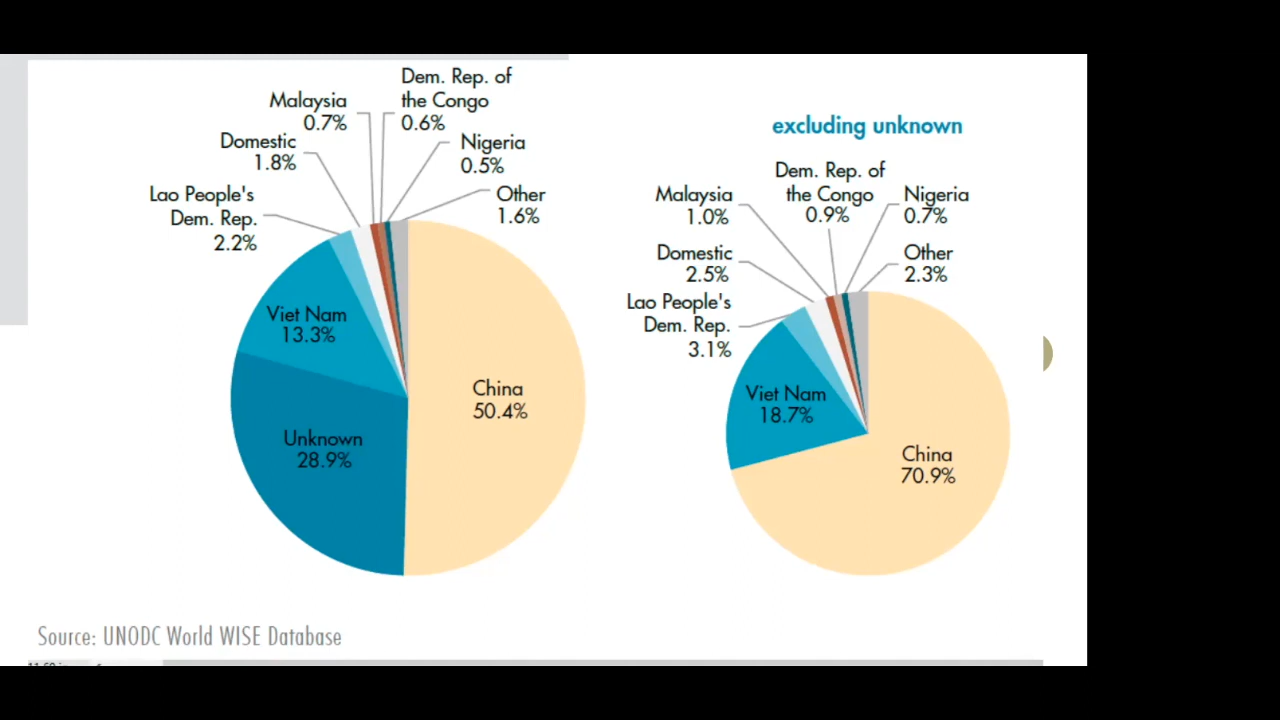 Dem. Rep. of
the Congo
0.6%
Malaysia
0.7%
Domestic
1.8%
Nigeria
0.5%
Lao People's
Dem. Rep.
2.2%
Other
1.6%
Viet Nam
13.3%
China
50.4%
Unknown
28.9%
excluding unknown
Dem. Rep. of
the Congo
0.9%
Malaysia
1.0%
Nigeria
0.7%
Domestic
2.5%
Other
2.3%
Lao People's
Dem. Rep.
3.1%
Viet Nam
18.7%
China
70.9%
Source: UNODC World WISE Database